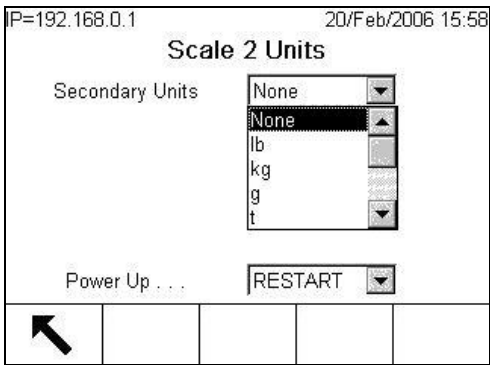 IP=192.168.0.1 20/Feb/2006 15:58
Scale 2 Units
Secondary Units None
None
lb
kg
g
t
Power Up . . . RESTART